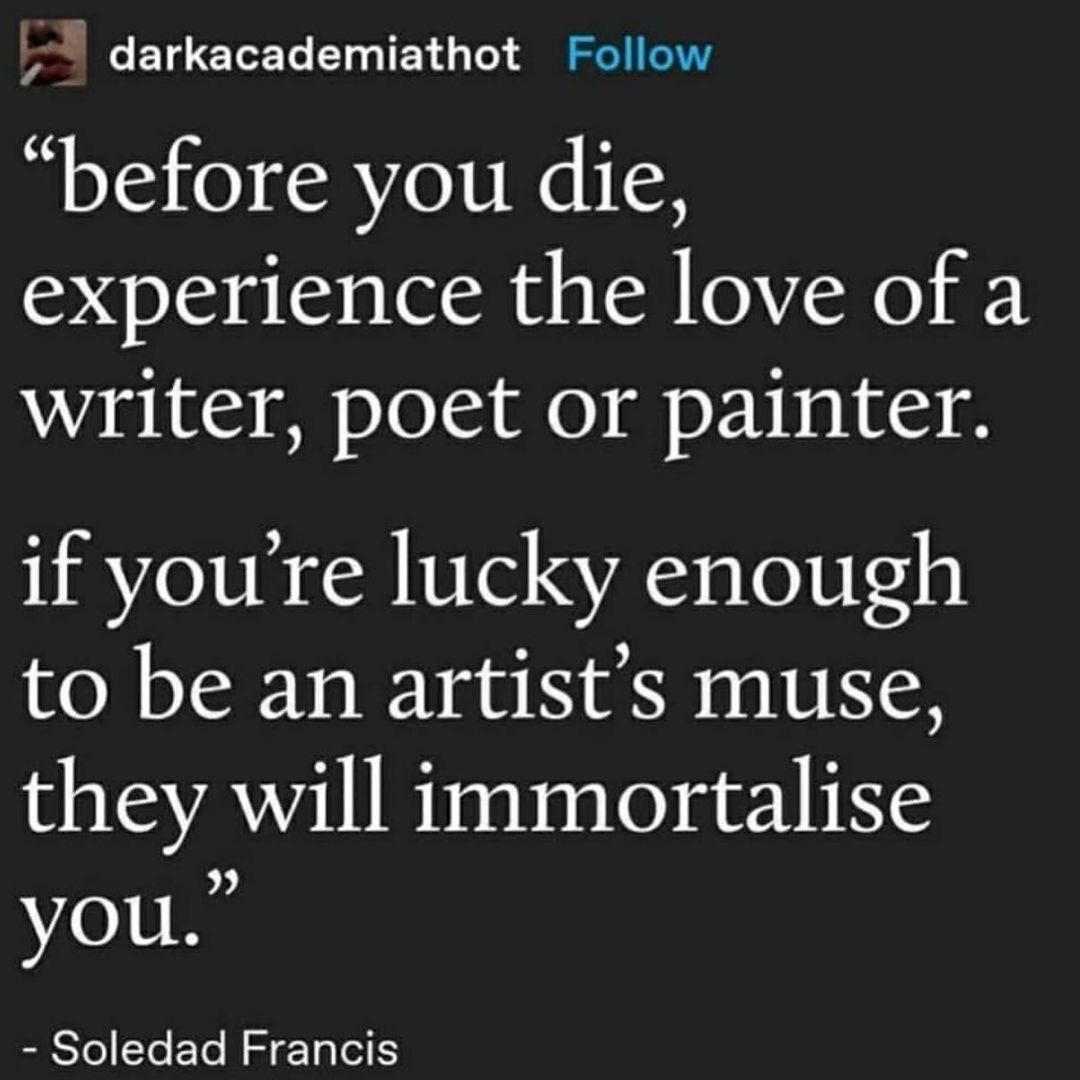 darkacademiathot Follow
“before you die,
experience the love of a
writer, poet or painter.
if you’re lucky enough
to be an artist’s muse,
they will immortalise
you.”
- Soledad Francis